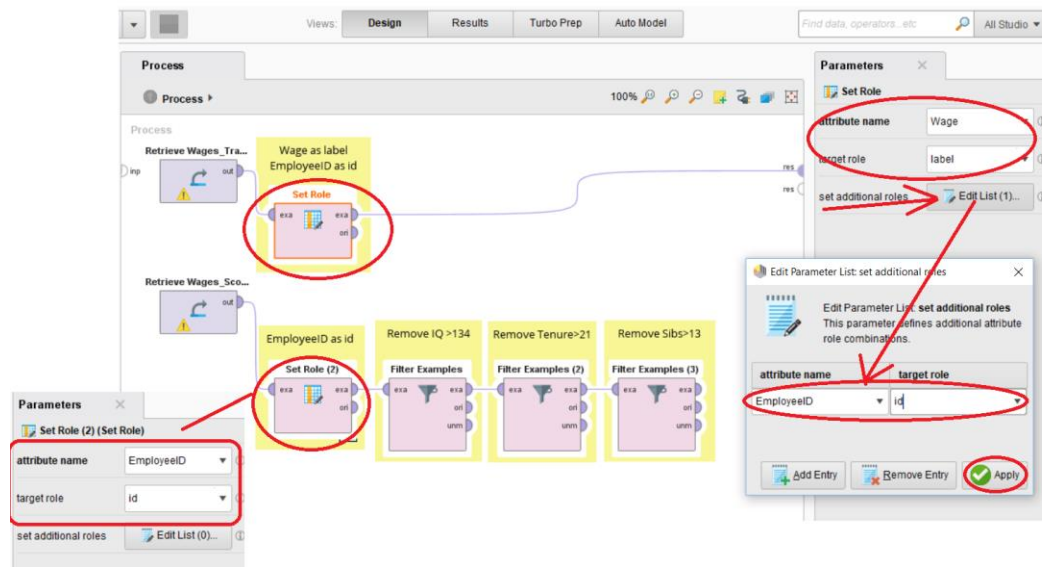 Views: Design Results Turbo Prep Auto Model
Find data, operators...etc All Studio
Process
Process
100%
Process
Retrieve Wages_Tra...
Wage as label
EmployeeID as id
inp out
Set Role
exa exa
ori
res
res
Retrieve Wages_Sco...
out
EmployeeID as id
Remove IQ >134
Remove Tenure>21
Remove Sibs>13
Set Role (2) Filter Examples Filter Examples (2) Filter Examples (3)
exa exa exa exa exa exa exa exa
ori ori ori ori
unm unm unm
Parameters
Set Role
attribute name Wage
target role label
set additional roles Edit List (1)...
Edit Parameter List: set additional roles
Edit Parameter List: set additional roles
This parameter defines additional attribute
role combinations.
attribute name target role
EmployeeID id
Add Entry Remove Entry Apply
Parameters
Set Role (2) (Set Role)
attribute name EmployeeID
target role id
set additional roles Edit List (0)...